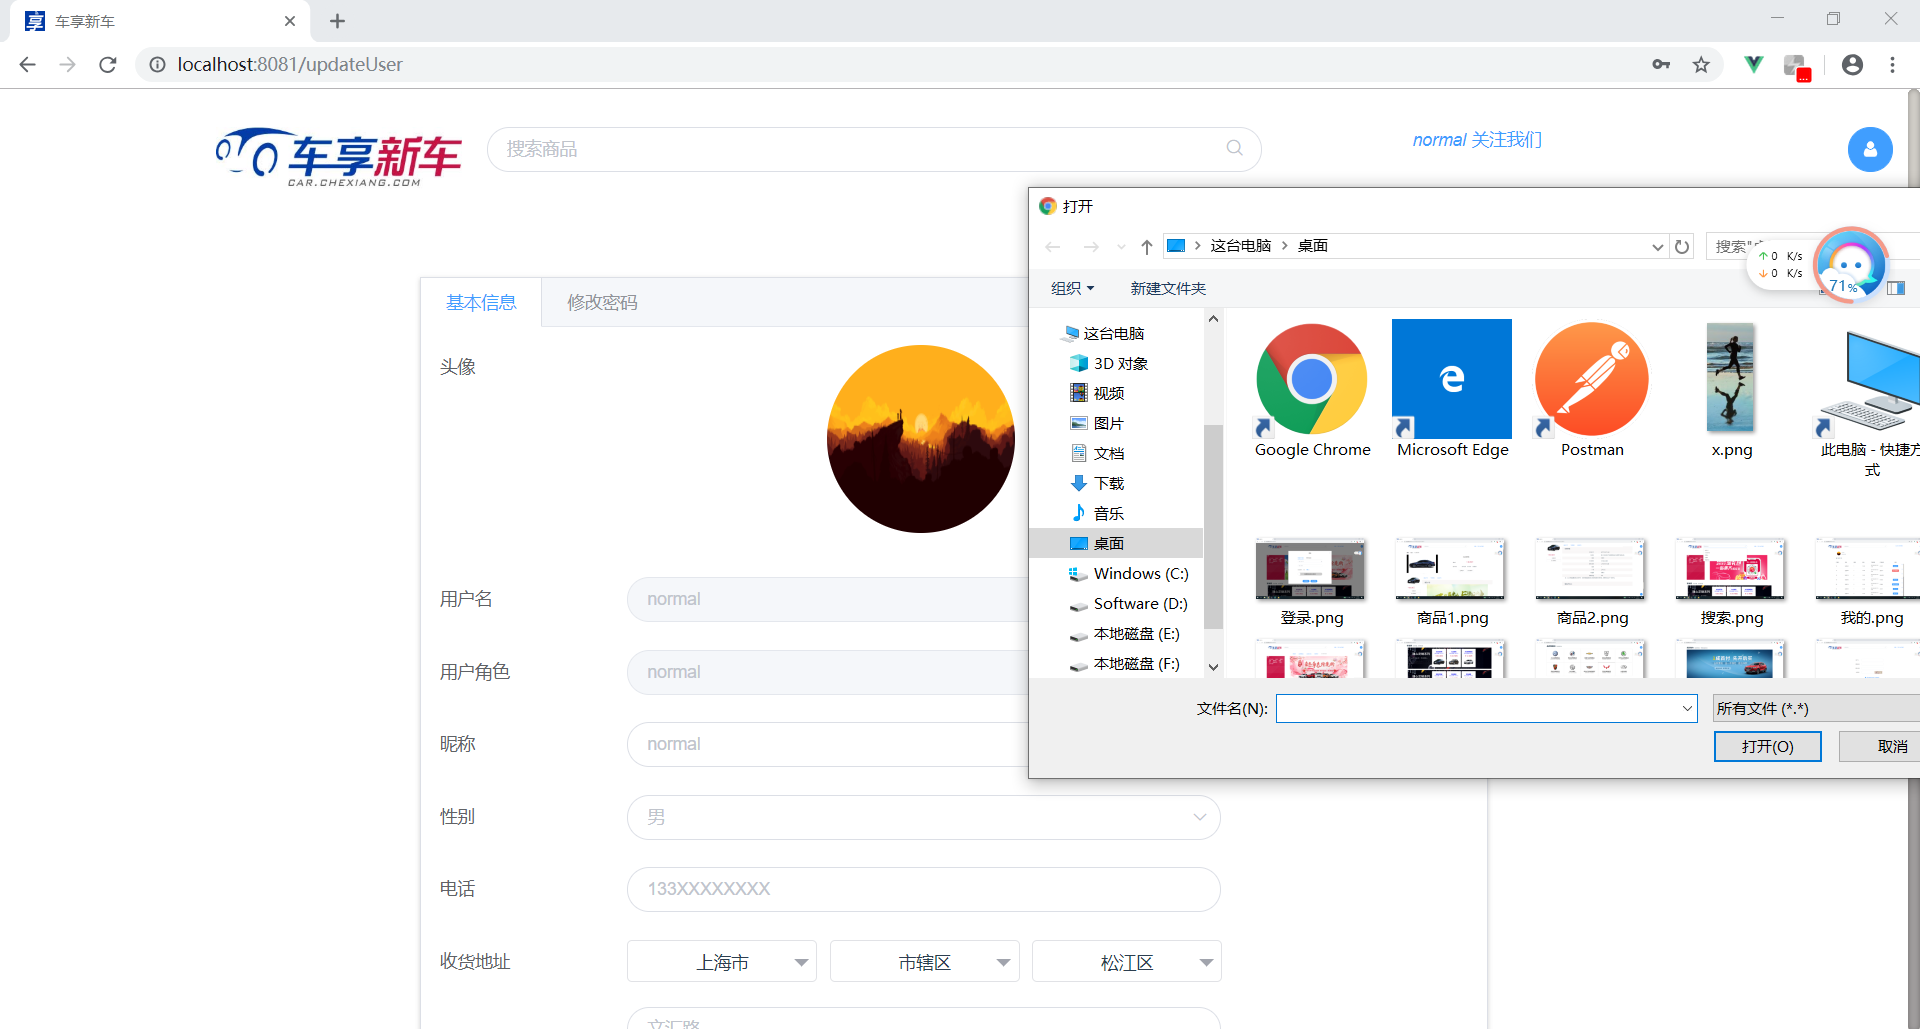 车享新车
localhost:8081/updateUser
车享新车
CAR.CHEXIANG.COM
搜索商品
normal 关注我们
打开
这台电脑 桌面
搜索"
0 K/s
0 K/s
71%
组织
新建文件夹
基本信息
修改密码
头像
这台电脑
3D 对象
视频
图片
文档
下载
音乐
桌面
Windows (C:)
Software (D:)
本地磁盘 (E:)
本地磁盘 (F:)
Google Chrome
Microsoft Edge
Postman
x.png
此电脑 - 快捷方
式
登录.png
商品1.png
商品2.png
搜索.png
我的.png
文件名(N):
所有文件 (*.*)
打开(O)
取消
用户名
normal
用户角色
normal
昵称
normal
性别
男
电话
133XXXXXXXX
收货地址
上海市
市辖区
松江区
文汇路